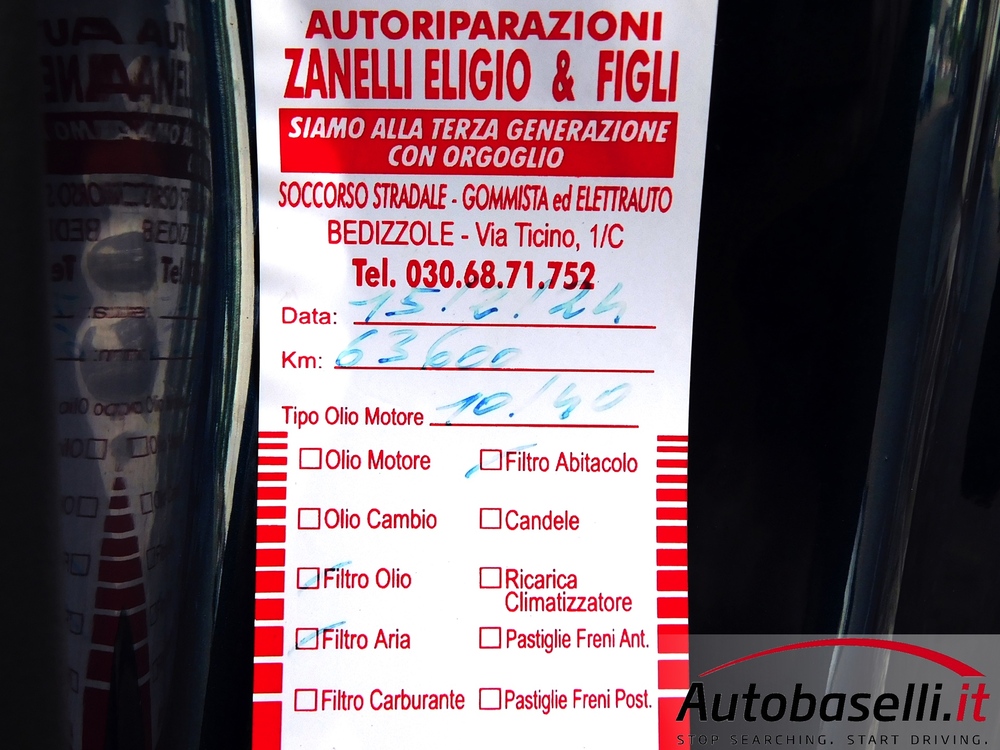 AUTORIPARAZIONI
ZANELLI ELIGIO & FIGLI
SIAMO ALLA TERZA GENERAZIONE
CON ORGOGLIO
SOCCORSO STRADALE - GOMMISTA ed ELETTRAUTO
BEDIZZOLE - Via Ticino, 1/C
Tel. 030.68.71.752
Data: 15/2/24
Km: 63600
Tipo Olio Motore 10/40
Olio Motore
Filtro Abitacolo
Olio Cambio
Candele
Filtro Olio
Ricarica
Climatizzatore
Filtro Aria
Pastiglie Freni Ant.
Filtro Carburante
Pastiglie Freni Post.
Autobaselli.it
STOP SEARCHING. START DRIVING.